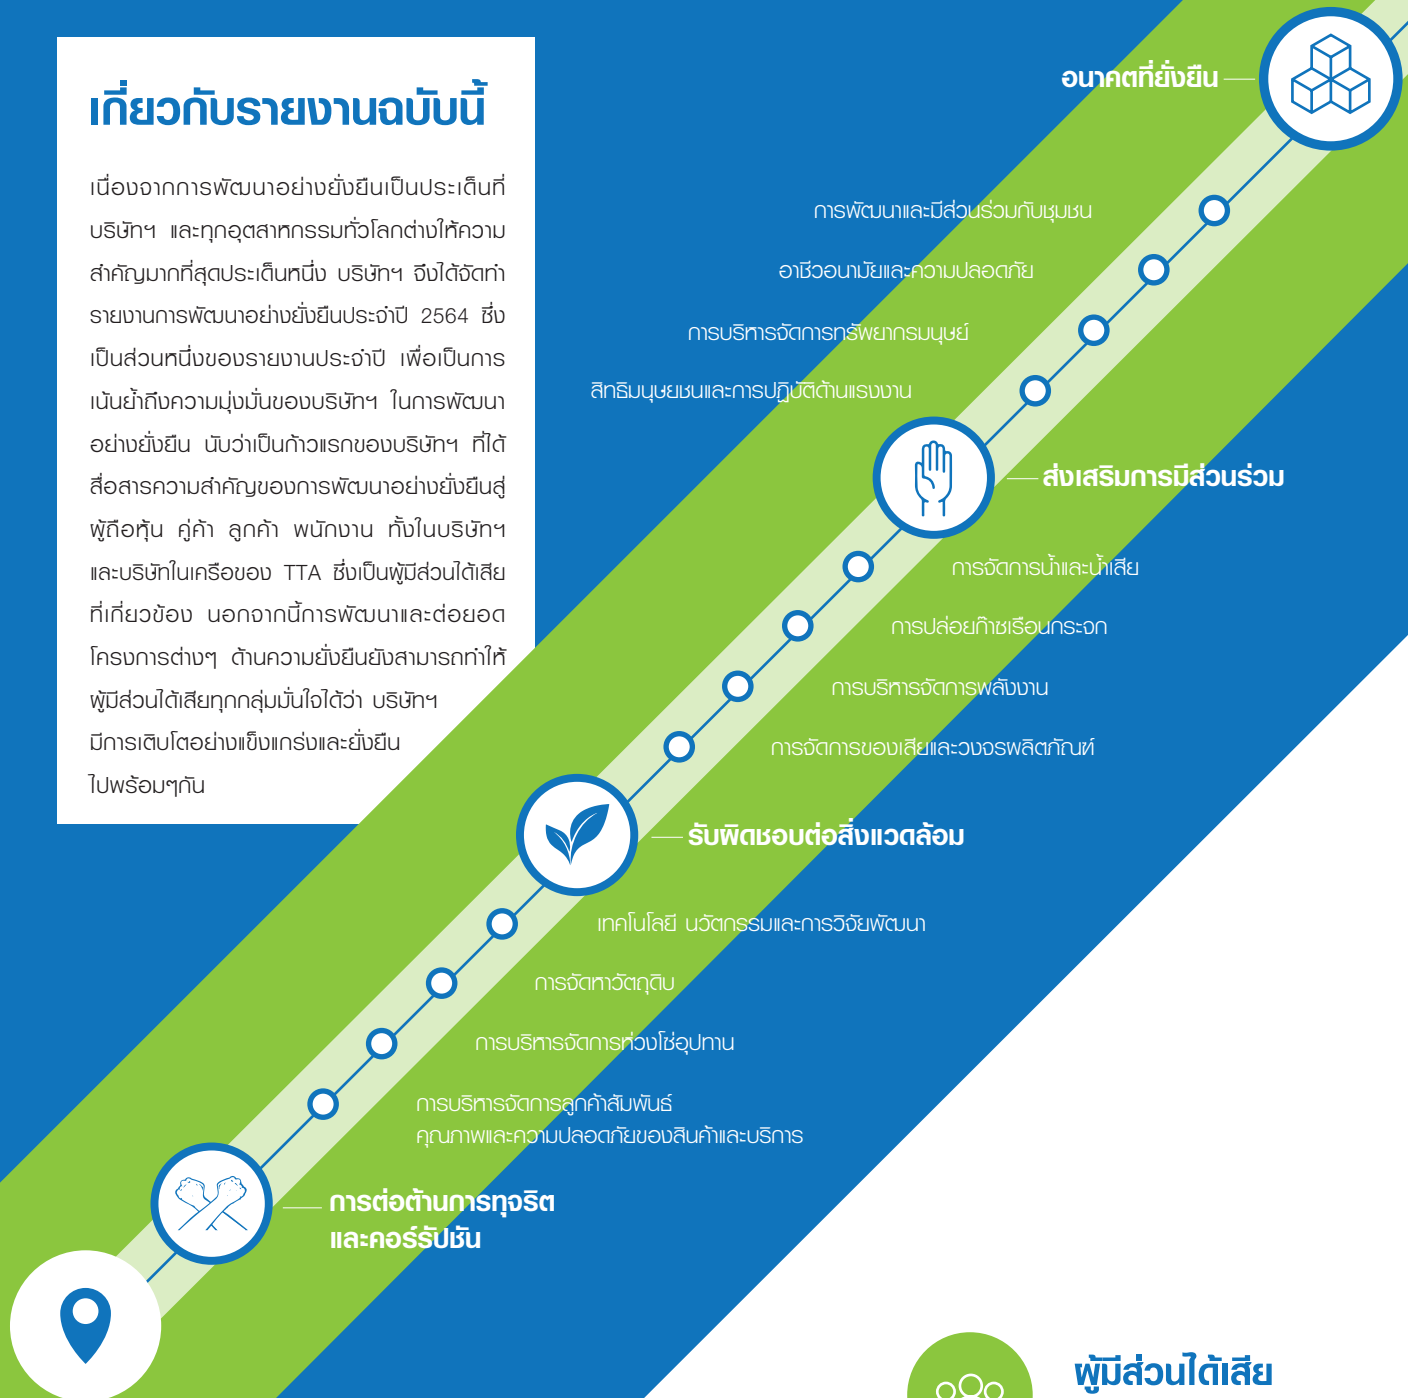 เกี่ยวกับรายงานฉบับนี้
เนื่องจากการพัฒนาอย่างยั่งยืนเป็นประเด็นที่
บริษัทฯ และทุกอุตสาหกรรมทั่วโลกต่างให้ความ
สำคัญมากที่สุดประเด็นหนึ่ง บริษัทฯ จึงได้จัดทำ
รายงานการพัฒนาอย่างยั่งยืนประจำปี 2564 ซึ่ง
เป็นส่วนหนึ่งของรายงานประจำปี เพื่อเป็นการ
เน้นย้ำถึงความมุ่งมั่นของบริษัทฯ ในการพัฒนา
อย่างยั่งยืน นับว่าเป็นก้าวแรกของบริษัทฯ ที่ได้
สื่อสารความสำคัญของการพัฒนาอย่างยั่งยืนสู่
ผู้ถือหุ้น คู่ค้า ลูกค้า พนักงาน ทั้งในบริษัทฯ
และบริษัทในเครือของ TTA ซึ่งเป็นผู้มีส่วนได้เสีย
ที่เกี่ยวข้อง นอกจากนี้การพัฒนาและต่อยอด
โครงการต่างๆ ด้านความยั่งยืนยังสามารถทำให้
ผู้มีส่วนได้เสียทุกกลุ่มมั่นใจได้ว่า บริษัทฯ
มีการเติบโตอย่างแข็งแกร่งและยั่งยืน
ไปพร้อมๆกัน
อนาคตที่ยั่งยืน
การพัฒนาและมีส่วนร่วมกับชุมชน
อาชีวอนามัยและความปลอดภัย
การบริหารจัดการทรัพยากรมนุษย์
สิทธิมนุษยชนและการปฏิบัติด้านแรงงาน
ส่งเสริมการมีส่วนร่วม
การจัดการน้ำและน้ำเสีย
การปล่อยก๊าซเรือนกระจก
การบริหารจัดการพลังงาน
การจัดการของเสียและวงจรผลิตภัณฑ์
รับผิดชอบต่อสิ่งแวดล้อม
เทคโนโลยี นวัตกรรมและการวิจัยพัฒนา
การจัดหาวัตถุดิบ
การบริหารจัดการห่วงโซ่อุปทาน
การบริหารจัดการลูกค้าสัมพันธ์
คุณภาพและความปลอดภัยของสินค้าและบริการ
การต่อต้านการทุจริต
และคอร์รัปชัน
ผู้มีส่วนได้เสีย